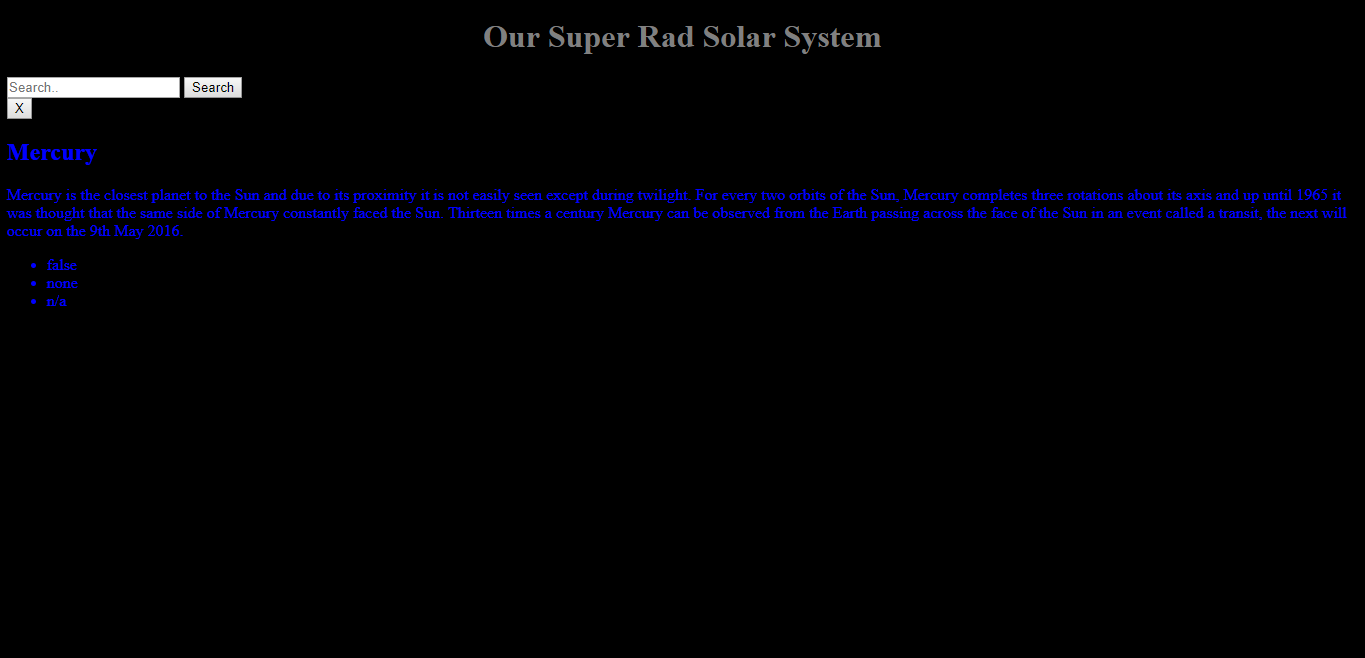 Our Super Rad Solar System
Search..
Search
X
Mercury
Mercury is the closest planet to the Sun and due to its proximity it is not easily seen except during twilight. For every two orbits of the Sun, Mercury completes three rotations about its axis and up until 1965 it
was thought that the same side of Mercury constantly faced the Sun. Thirteen times a century Mercury can be observed from the Earth passing across the face of the Sun in an event called a transit, the next will
occur on the 9th May 2016.
• false
• none
• n/a